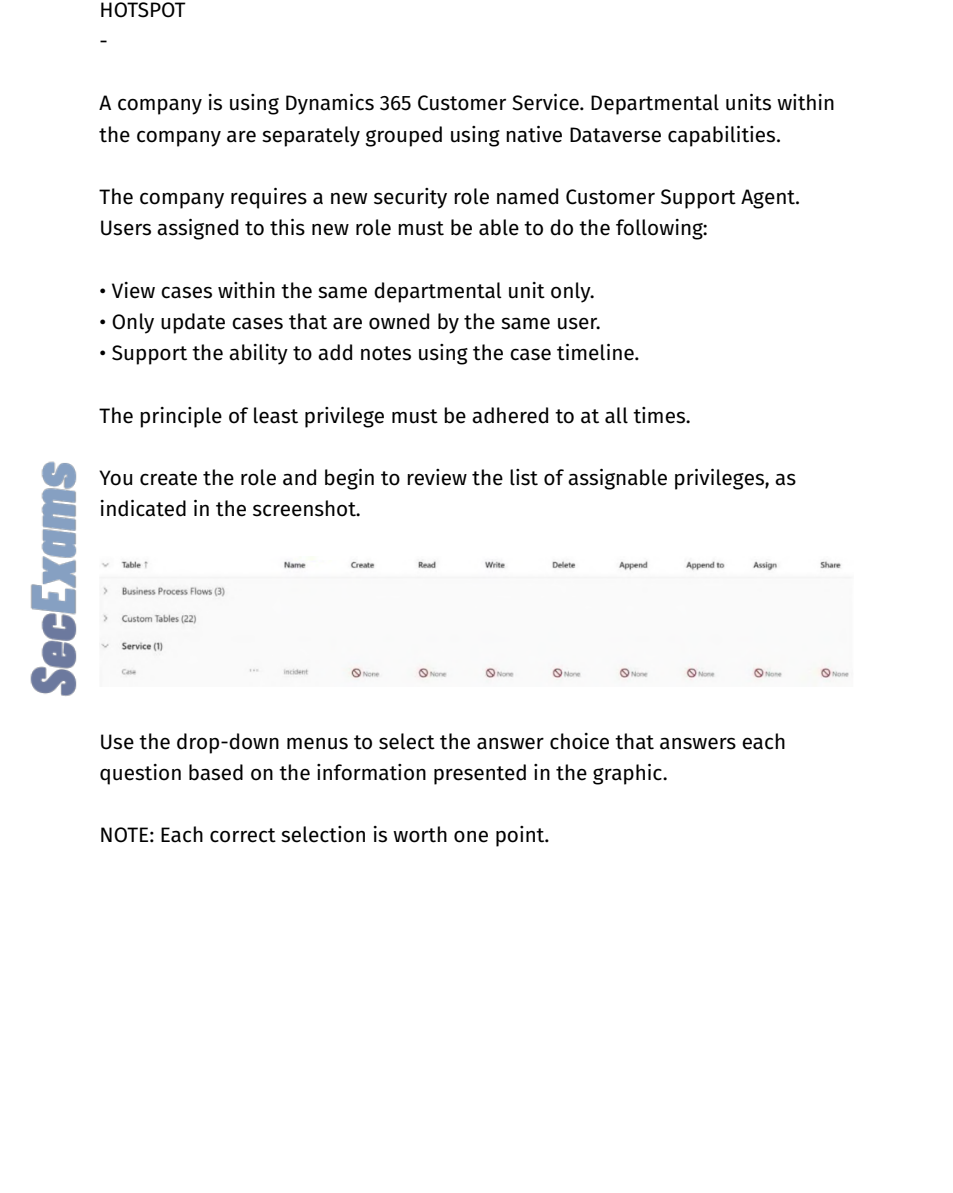 HOTSPOT
-
A company is using Dynamics 365 Customer Service. Departmental units within
the company are separately grouped using native Dataverse capabilities.
The company requires a new security role named Customer Support Agent.
Users assigned to this new role must be able to do the following:
• View cases within the same departmental unit only.
• Only update cases that are owned by the same user.
• Support the ability to add notes using the case timeline.
The principle of least privilege must be adhered to at all times.
You create the role and begin to review the list of assignable privileges, as
indicated in the screenshot.
SecExams
Table ↑ Name Create Read Write Delete Append Append to Assign Share
Business Process Flows (3)
Custom Tables (22)
Service (1)
Case ... incident None None None None None None None None
Use the drop-down menus to select the answer choice that answers each
question based on the information presented in the graphic.
NOTE: Each correct selection is worth one point.